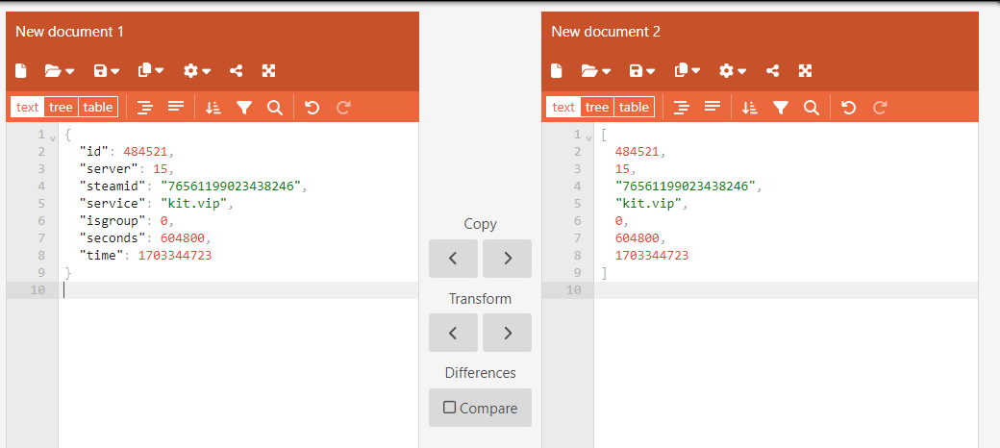 New document 1
text tree table
1 {
2 "id": 484521,
3 "server": 15,
4 "steamid": "76561199023438246",
5 "service": "kit.vip",
6 "isgroup": 0,
7 "seconds": 604800,
8 "time": 1703344723
9 }
10
Copy
Transform
Differences
Compare
New document 2
text tree table
1 [
2 484521,
3 15,
4 "76561199023438246",
5 "kit.vip",
6 0,
7 604800,
8 1703344723
9 ]
10